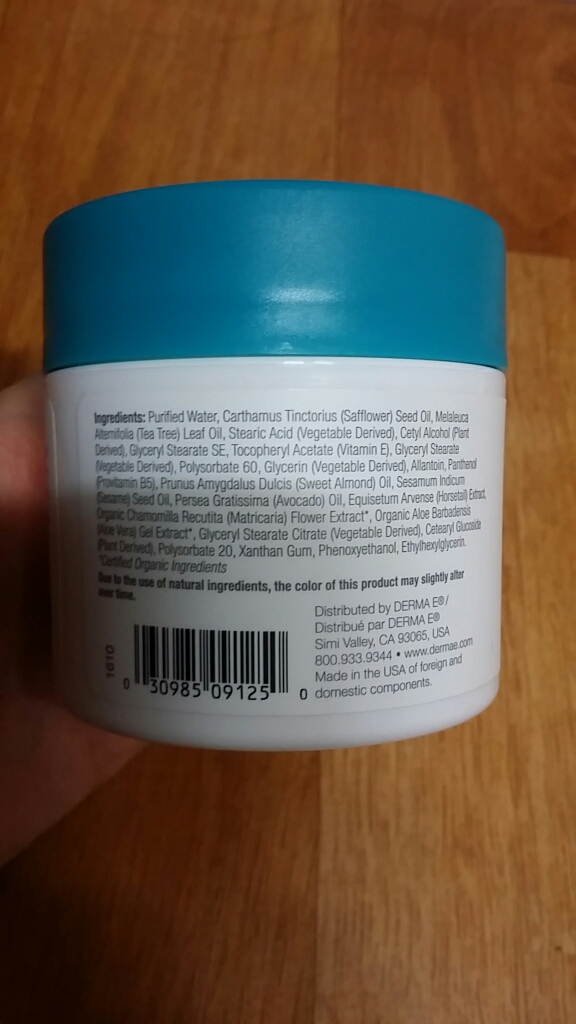 Ingredients: Purified Water, Carthamus Tinctorius (Safflower) Seed Oil, Melaleuca
Alternifolia (Tea Tree) Leaf Oil, Stearic Acid (Vegetable Derived), Cetyl Alcohol (Plant
Derived), Glyceryl Stearate SE, Tocopheryl Acetate (Vitamin E), Glyceryl Stearate
(Vegetable Derived), Polysorbate 60, Glycerin (Vegetable Derived), Allantoin, Panthenol
(Provitamin B5), Prunus Amygdalus Dulcis (Sweet Almond) Oil, Sesamum Indicum
(Sesame) Seed Oil, Persea Gratissima (Avocado) Oil, Equisetum Arvense (Horsetail) Extract,
Organic Chamomilla Recutita (Matricaria) Flower Extract*, Organic Aloe Barbadensis
(Aloe Vera) Gel Extract*, Glyceryl Stearate Citrate (Vegetable Derived), Cetearyl Glucoside
(Plant Derived), Polysorbate 20, Xanthan Gum, Phenoxyethanol, Ethylhexylglycerin.
*Certified Organic Ingredients
Due to the use of natural ingredients, the color of this product may slightly alter
over time.
Distributed by DERMA E®/
Distribué par DERMA E®
Simi Valley, CA 93065, USA
800.933.9344 • www.dermae.com
Made in the USA of foreign and
domestic components.
1610
0 30985 09125 0